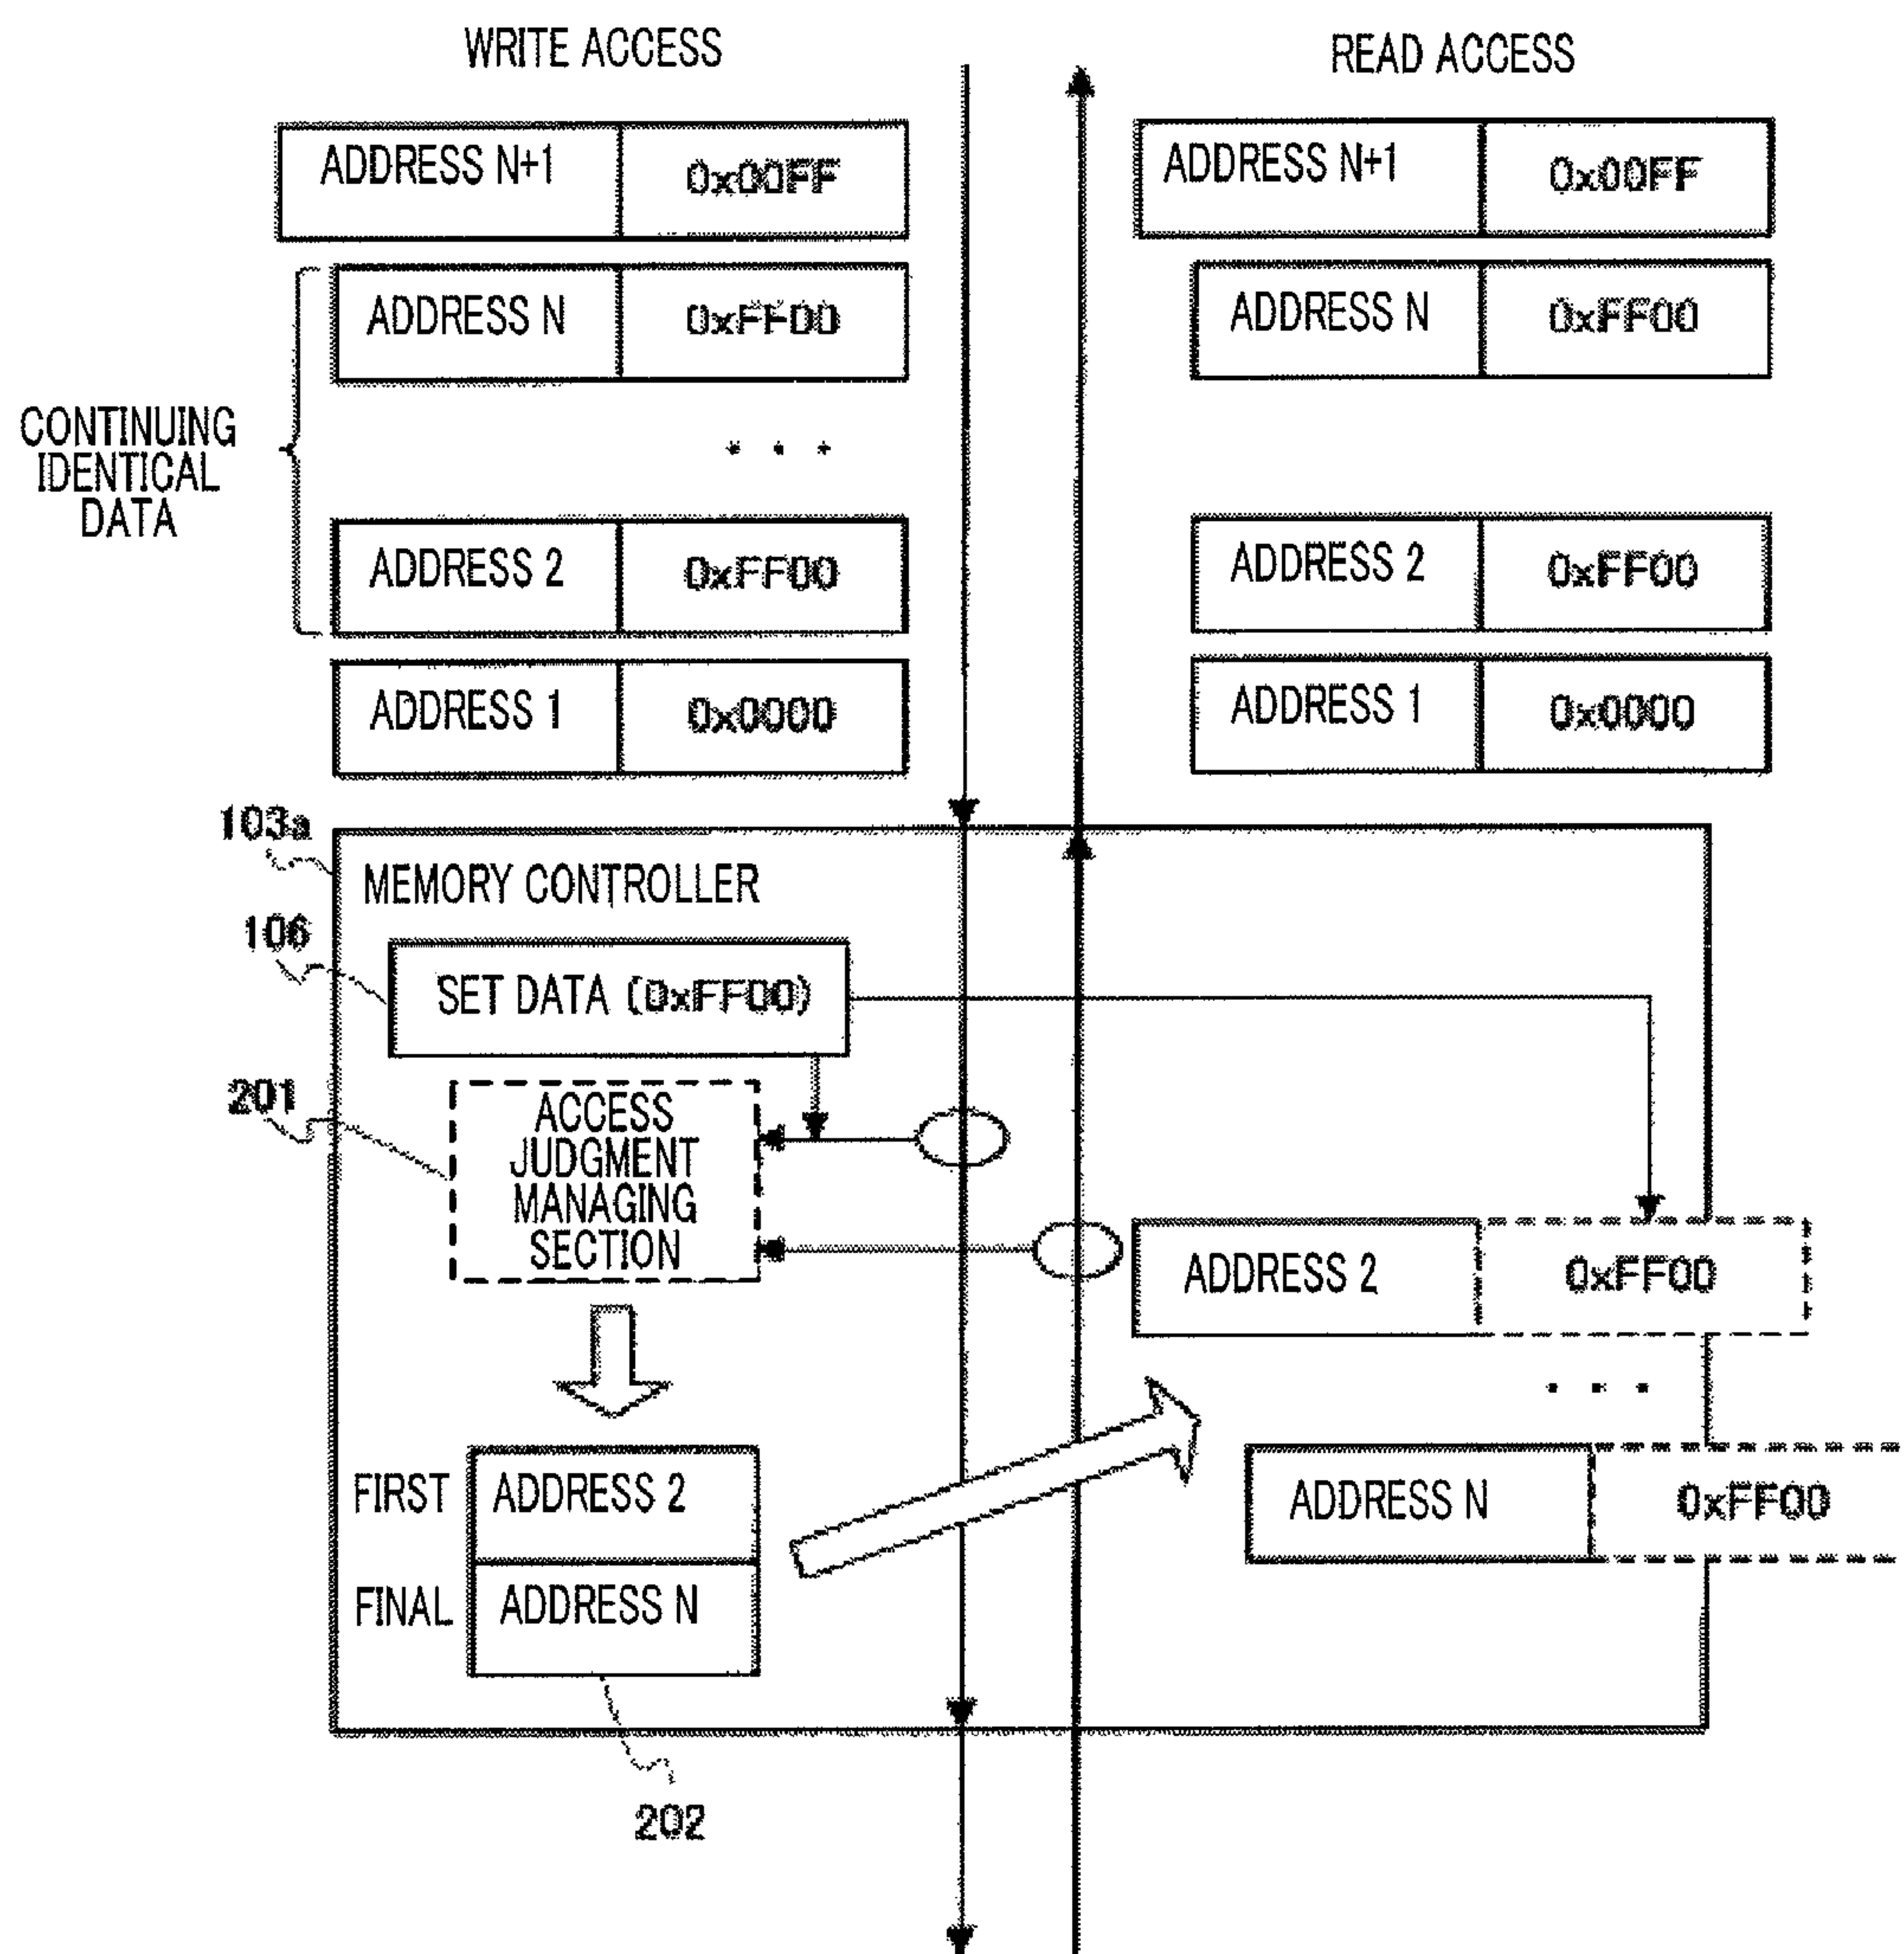 WRITE ACCESS
READ ACCESS
ADDRESS N+1 0x00FF
ADDRESS N+1 0x00FF
ADDRESS N 0xFF00
ADDRESS N 0xFF00
CONTINUING
IDENTICAL
DATA
. . .
ADDRESS 2 0xFF00
ADDRESS 2 0xFF00
ADDRESS 1 0x0000
ADDRESS 1 0x0000
103a
MEMORY CONTROLLER
106
SET DATA (0xFF00)
201
ACCESS
JUDGMENT
MANAGING
SECTION
ADDRESS 2 0xFF00
. . .
FIRST ADDRESS 2
ADDRESS N 0xFF00
FINAL ADDRESS N
202